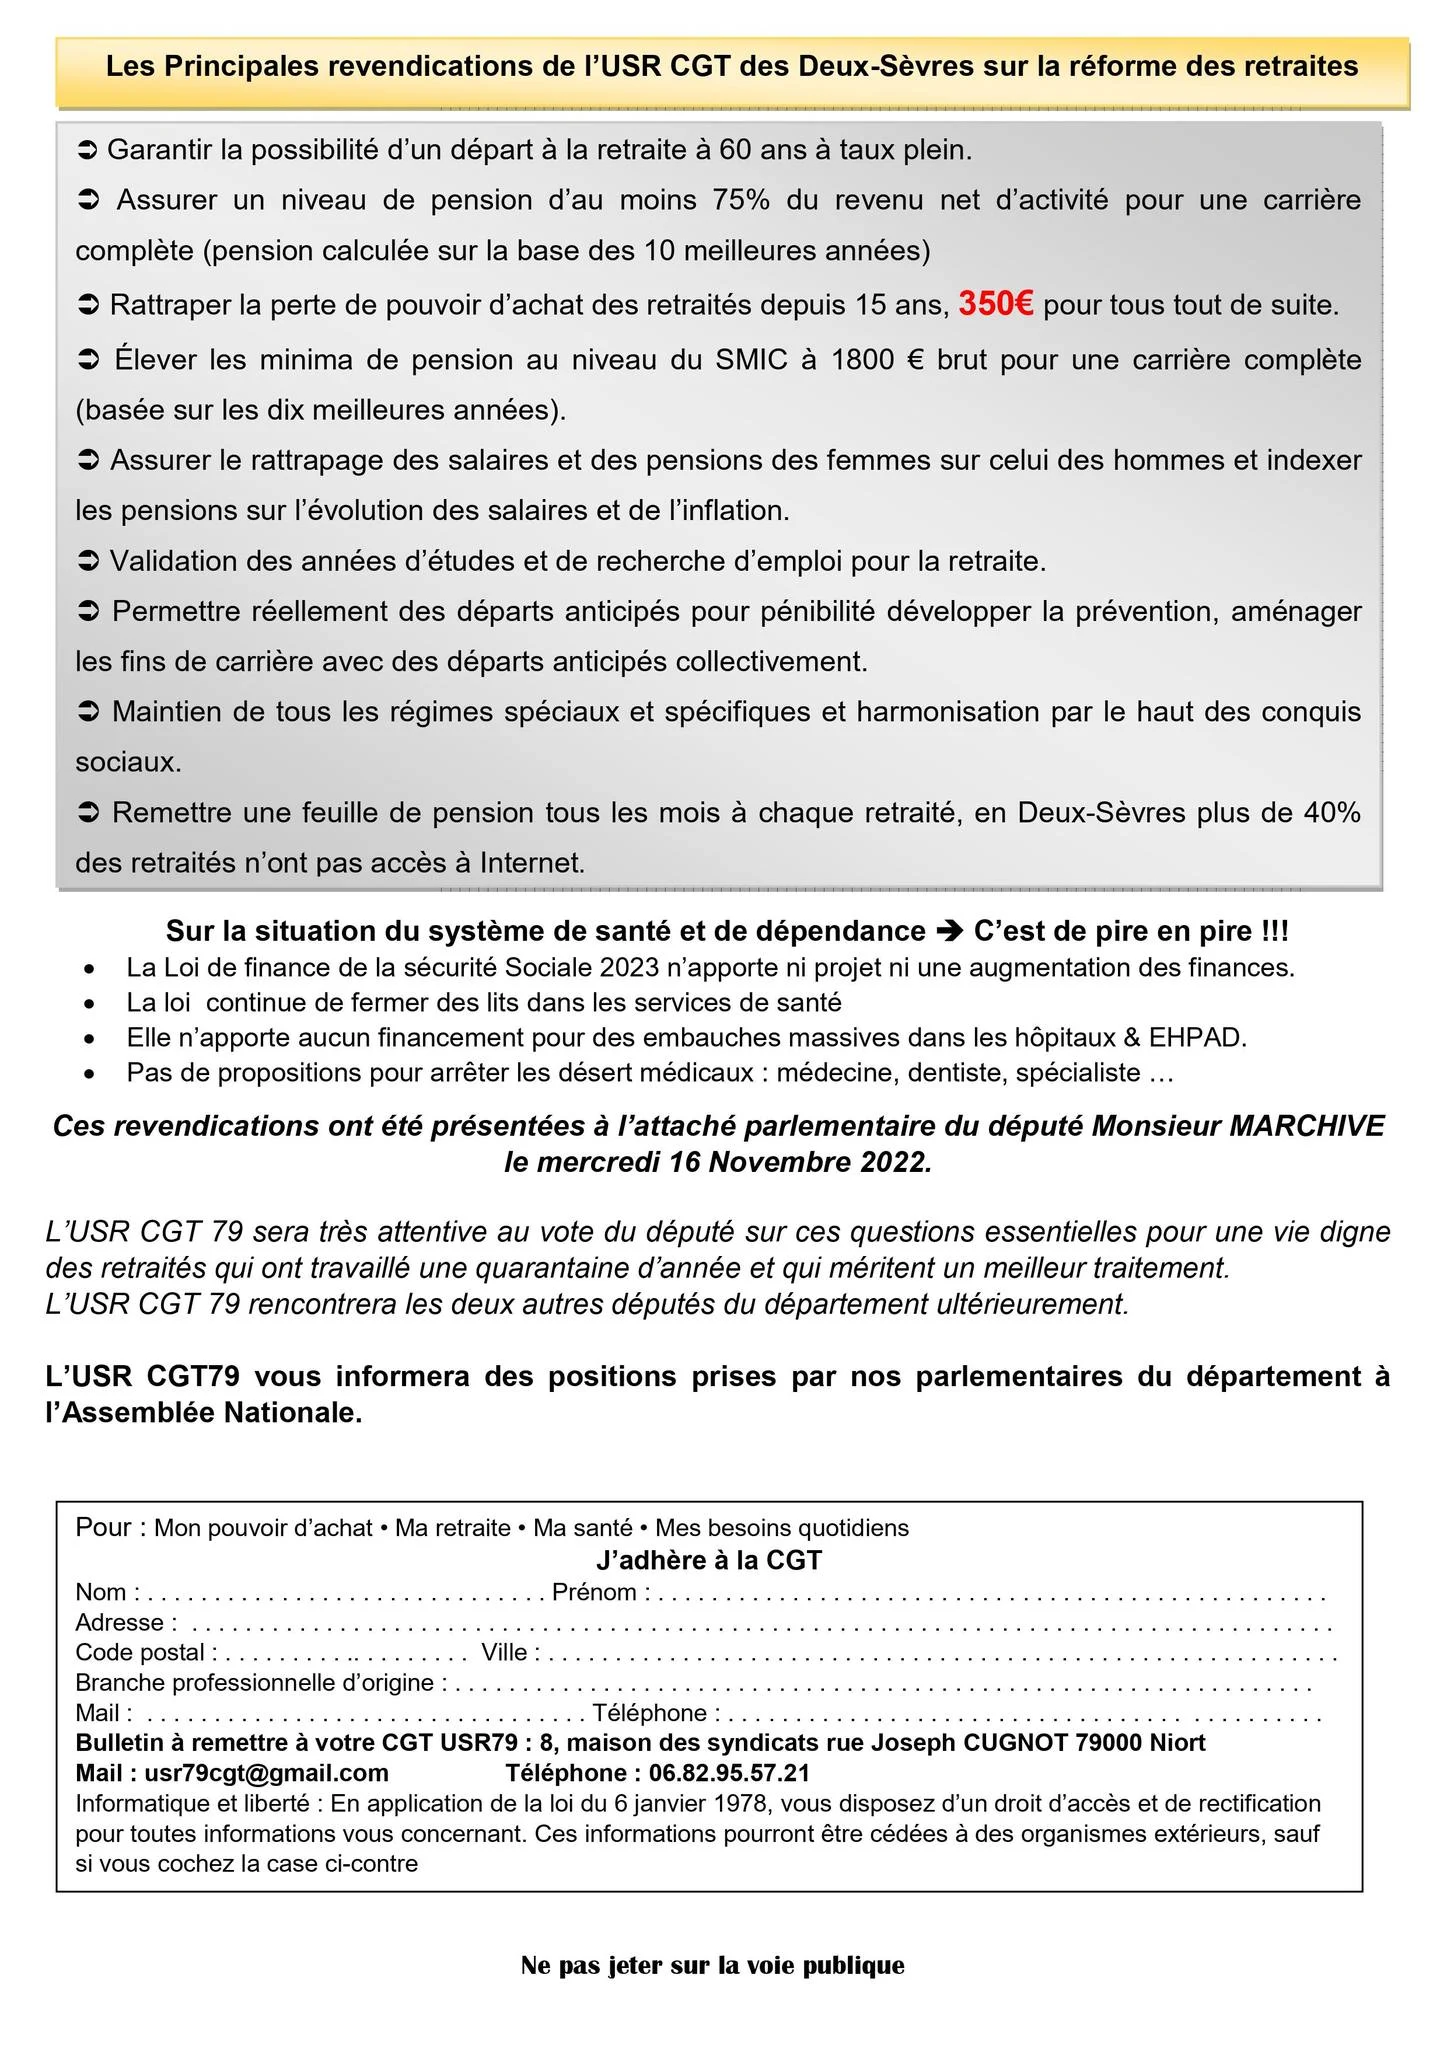 Les Principales revendications de l’USR CGT des Deux-Sèvres sur la réforme des retraites
➲ Garantir la possibilité d’un départ à la retraite à 60 ans à taux plein.
➲ Assurer un niveau de pension d’au moins 75% du revenu net d’activité pour une carrière
complète (pension calculée sur la base des 10 meilleures années)
➲ Rattraper la perte de pouvoir d’achat des retraités depuis 15 ans, 350€ pour tous tout de suite.
➲ Élever les minima de pension au niveau du SMIC à 1800 € brut pour une carrière complète
(basée sur les dix meilleures années).
➲ Assurer le rattrapage des salaires et des pensions des femmes sur celui des hommes et indexer
les pensions sur l’évolution des salaires et de l’inflation.
➲ Validation des années d’études et de recherche d’emploi pour la retraite.
➲ Permettre réellement des départs anticipés pour pénibilité développer la prévention, aménager
les fins de carrière avec des départs anticipés collectivement.
➲ Maintien de tous les régimes spéciaux et spécifiques et harmonisation par le haut des conquis
sociaux.
➲ Remettre une feuille de pension tous les mois à chaque retraité, en Deux-Sèvres plus de 40%
des retraités n’ont pas accès à Internet.
Sur la situation du système de santé et de dépendance ➔ C’est de pire en pire !!!
• La Loi de finance de la sécurité Sociale 2023 n’apporte ni projet ni une augmentation des finances.
• La loi  continue de fermer des lits dans les services de santé
• Elle n’apporte aucun financement pour des embauches massives dans les hôpitaux & EHPAD.
• Pas de propositions pour arrêter les désert médicaux : médecine, dentiste, spécialiste …
Ces revendications ont été présentées à l’attaché parlementaire du député Monsieur MARCHIVE
le mercredi 16 Novembre 2022.
L’USR CGT 79 sera très attentive au vote du député sur ces questions essentielles pour une vie digne
des retraités qui ont travaillé une quarantaine d’année et qui méritent un meilleur traitement.
L’USR CGT 79 rencontrera les deux autres députés du département ultérieurement.
L’USR CGT79 vous informera des positions prises par nos parlementaires du département à
l’Assemblée Nationale.
Pour : Mon pouvoir d’achat • Ma retraite • Ma santé • Mes besoins quotidiens
J’adhère à la CGT
Nom : . . . . . . . . . . . . . . . . . . . . . . . . . . . . . . Prénom : . . . . . . . . . . . . . . . . . . . . . . . . . . . . . . . . . . . . . . . . . . . . . . . . . .
Adresse : . . . . . . . . . . . . . . . . . . . . . . . . . . . . . . . . . . . . . . . . . . . . . . . . . . . . . . . . . . . . . . . . . . . . . . . . . . . . . . . . . . . . .
Code postal : . . . . . . . . . . .. . . . . . . . . Ville : . . . . . . . . . . . . . . . . . . . . . . . . . . . . . . . . . . . . . . . . . . . . . . . . . . . . . . . . . . .
Branche professionnelle d’origine : . . . . . . . . . . . . . . . . . . . . . . . . . . . . . . . . . . . . . . . . . . . . . . . . . . . . . . . . . . . . . . . .
Mail : . . . . . . . . . . . . . . . . . . . . . . . . . . . . . . . . . Téléphone : . . . . . . . . . . . . . . . . . . . . . . . . . . . . . . . . . . . . . . . . . . . .
Bulletin à remettre à votre CGT USR79 : 8, maison des syndicats rue Joseph CUGNOT 79000 Niort
Mail : usr79cgt@gmail.com Téléphone : 06.82.95.57.21
Informatique et liberté : En application de la loi du 6 janvier 1978, vous disposez d’un droit d’accès et de rectification
pour toutes informations vous concernant. Ces informations pourront être cédées à des organismes extérieurs, sauf
si vous cochez la case ci-contre
Ne pas jeter sur la voie publique